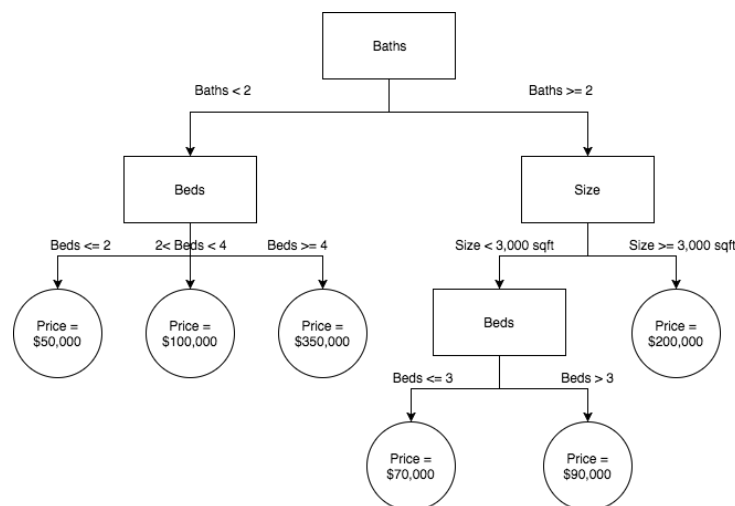 Baths
Baths < 2
Baths >= 2
Beds
Size
Beds <= 2
2< Beds < 4
Beds >= 4
Size < 3,000 sqft
Size >= 3,000 sqft
Price =
$50,000
Price =
$100,000
Price =
$350,000
Beds
Price =
$200,000
Beds <= 3
Beds > 3
Price =
$70,000
Price =
$90,000